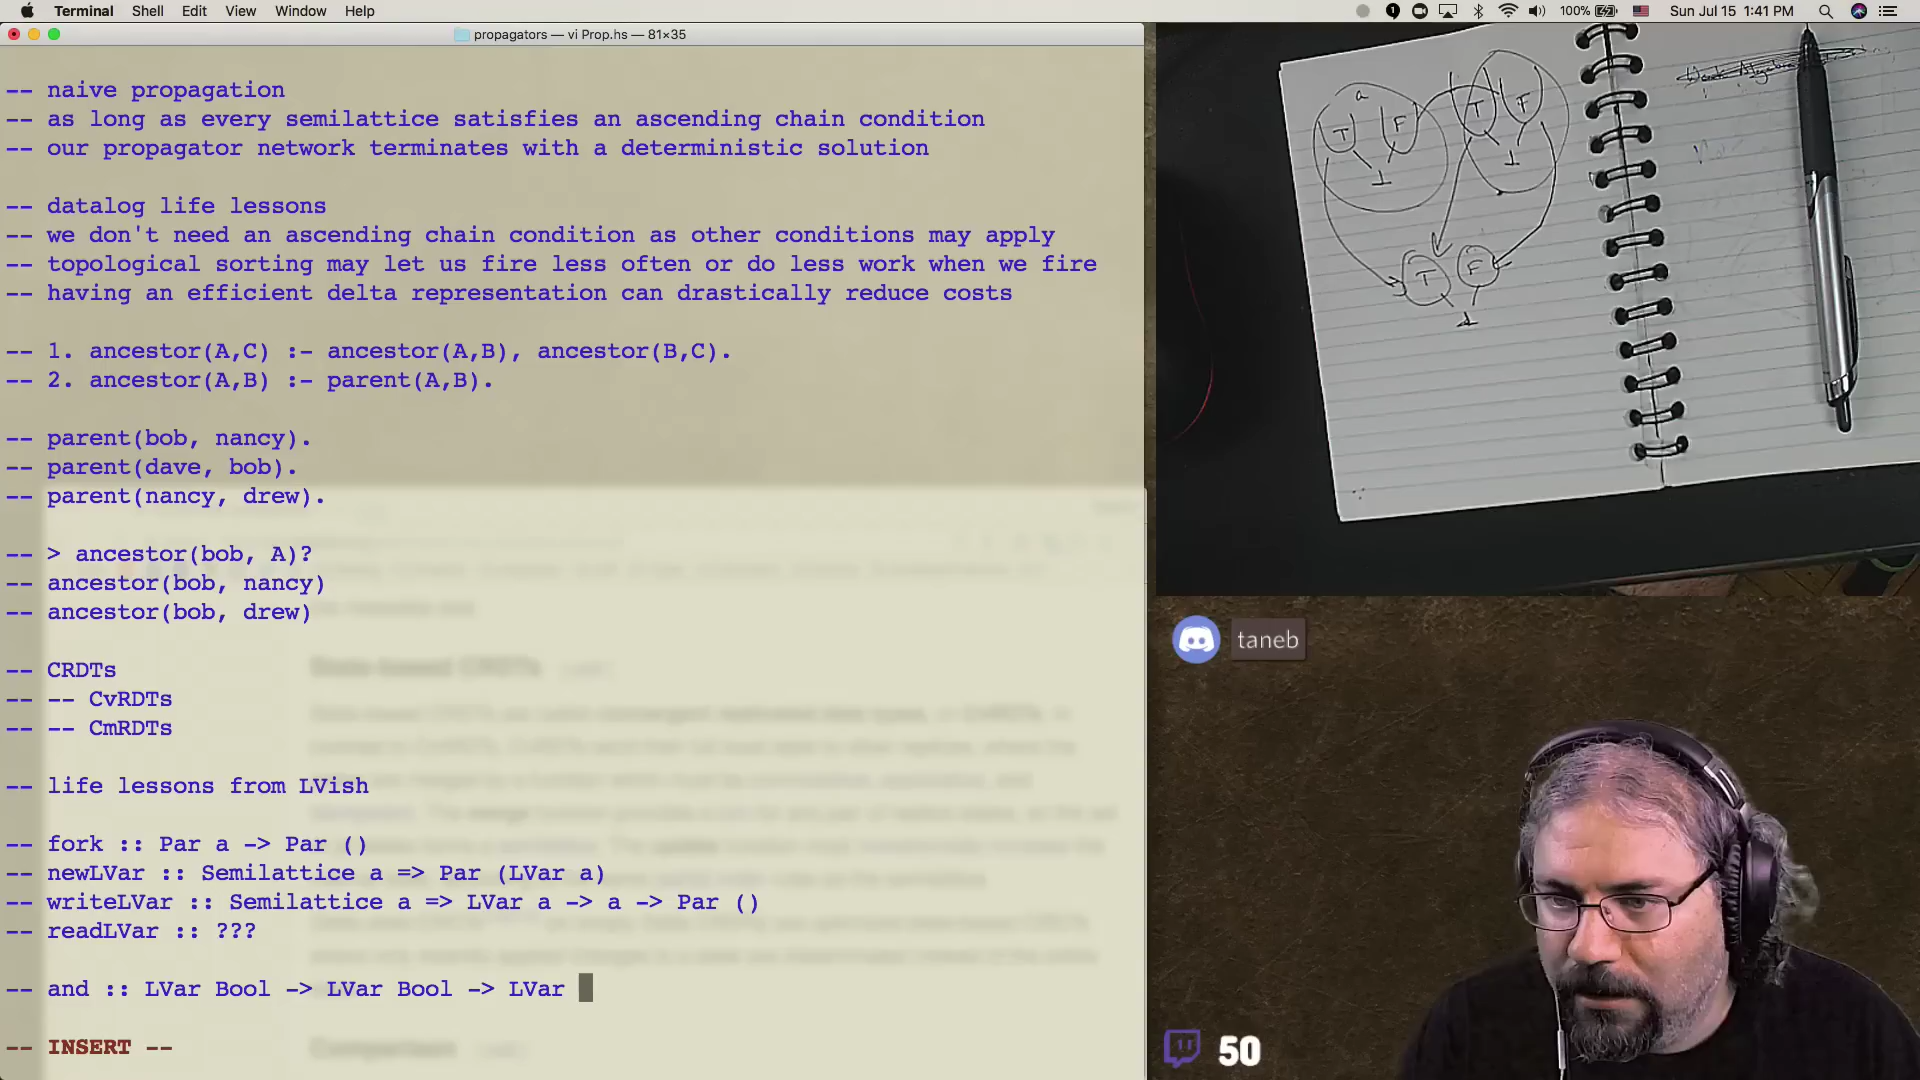 Terminal Shell Edit View Window Help
100% Sun Jul 15 1:41 PM
propagators — vi Prop.hs — 81×35
-- naive propagation
-- as long as every semilattice satisfies an ascending chain condition
-- our propagator network terminates with a deterministic solution
-- datalog life lessons
-- we don't need an ascending chain condition as other conditions may apply
-- topological sorting may let us fire less often or do less work when we fire
-- having an efficient delta representation can drastically reduce costs
-- 1. ancestor(A,C) :- ancestor(A,B), ancestor(B,C).
-- 2. ancestor(A,B) :- parent(A,B).
-- parent(bob, nancy).
-- parent(dave, bob).
-- parent(nancy, drew).
-- > ancestor(bob, A)?
-- ancestor(bob, nancy)
-- ancestor(bob, drew)
-- CRDTs
-- -- CvRDTs
-- -- CmRDTs
-- life lessons from LVish
-- fork :: Par a -> Par ()
-- newLVar :: Semilattice a => Par (LVar a)
-- writeLVar :: Semilattice a => LVar a -> a -> Par ()
-- readLVar :: ???
-- and :: LVar Bool -> LVar Bool -> LVar
-- INSERT --
State-based CRDTs
Comparison
a
T F T F
⊥ ⊥
T F
taneb
50